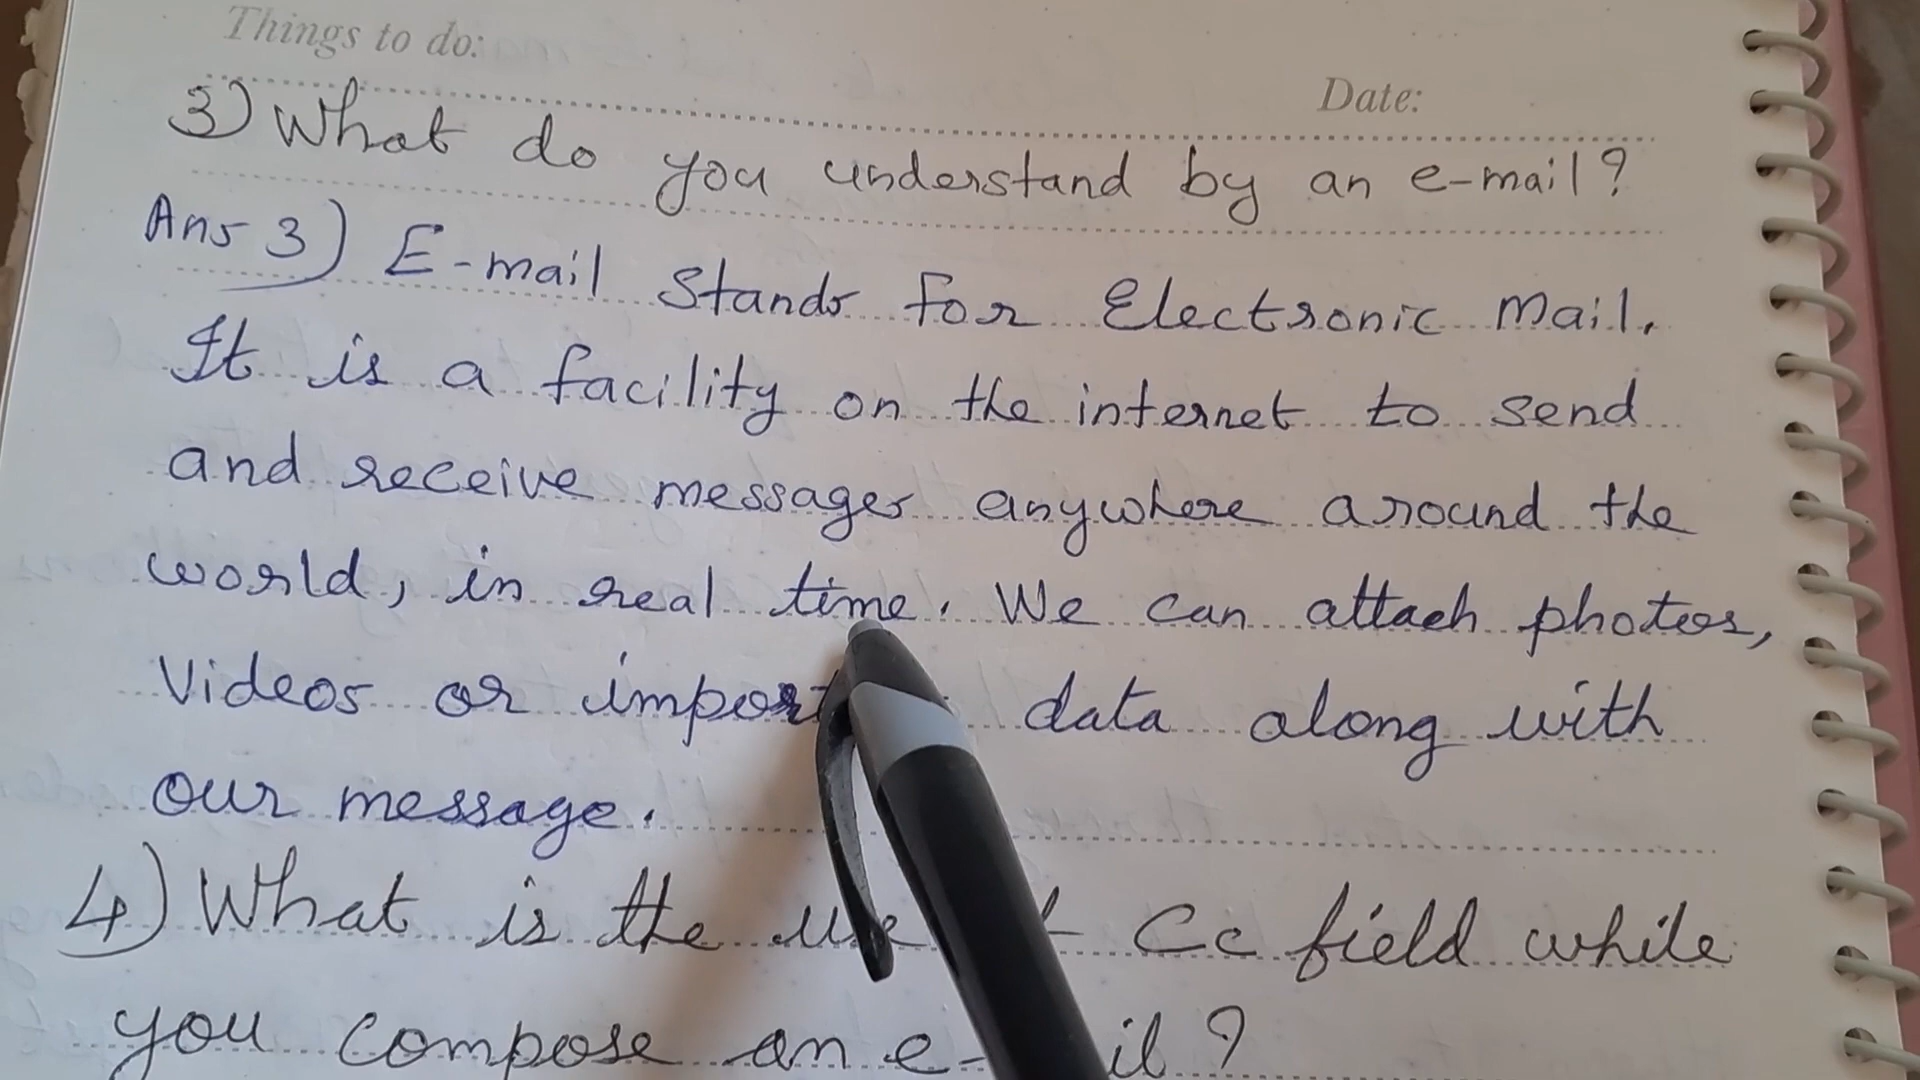 Things to do:
Date:
3) What do you understand by an e-mail?
Ans 3) E-mail stands for Electronic Mail.
It is a facility on the internet to send
and receive messages anywhere around the
world, in real time. We can attach photos,
Videos or data along with
our message.
4) What is the use Cc field while
you compose an e-